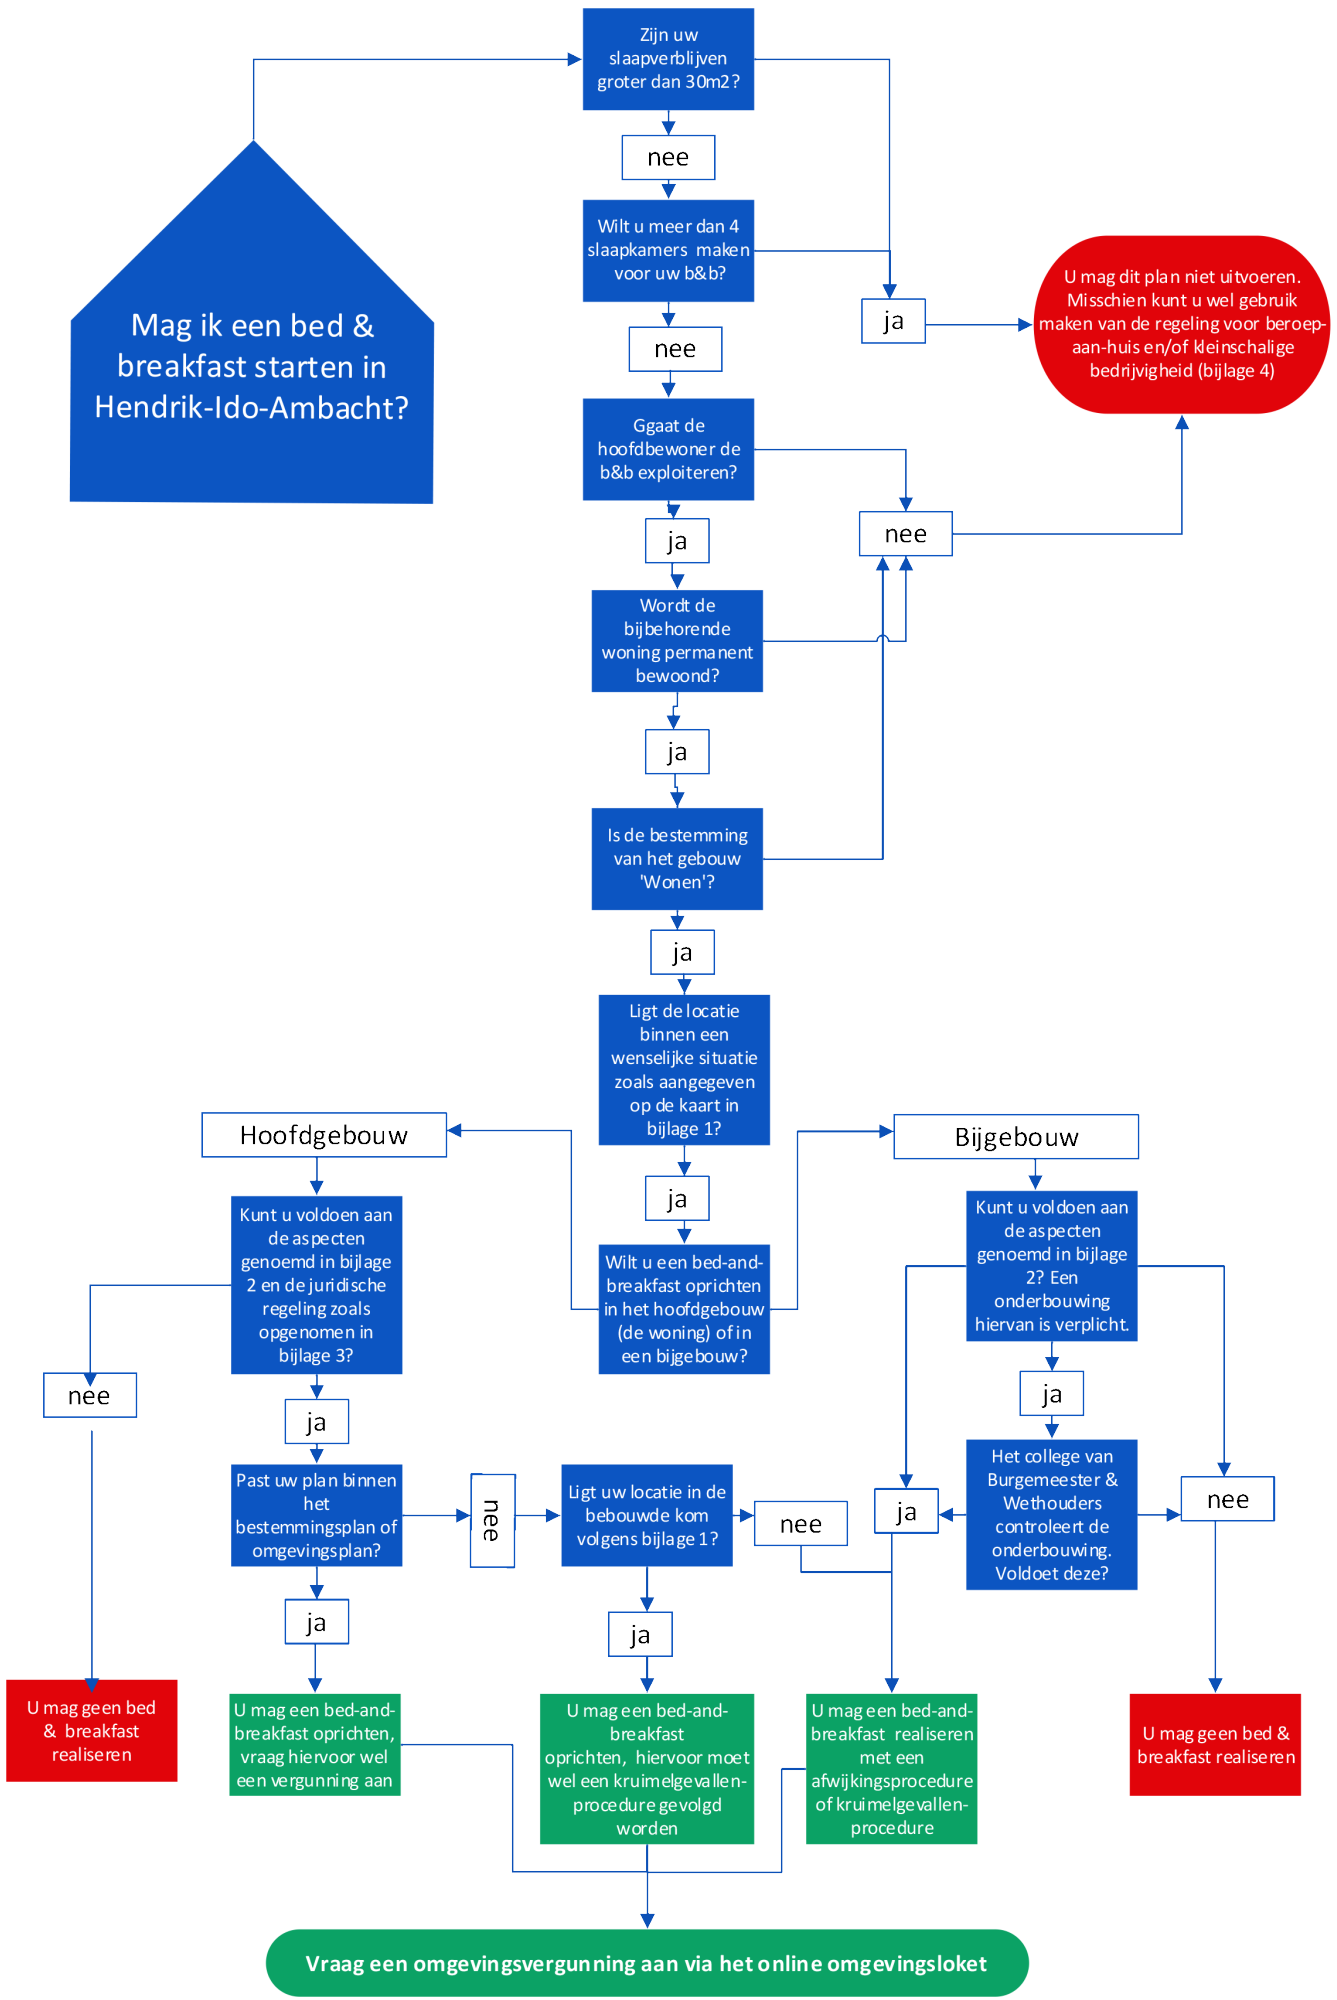 Mag ik een bed &
breakfast starten in
Hendrik-Ido-Ambacht?
Zijn uw
slaapverblijven
groter dan 30m2?
nee
Wilt u meer dan 4
slaapkamers maken
voor uw b&b?
nee
ja
U mag dit plan niet uitvoeren.
Misschien kunt u wel gebruik
maken van de regeling voor beroep-
aan-huis en/of kleinschalige
bedrijvigheid (bijlage 4)
Ggaat de
hoofdbewoner de
b&b exploiteren?
ja
nee
Wordt de
bijbehorende
woning permanent
bewoond?
ja
Is de bestemming
van het gebouw
'Wonen'?
ja
Ligt de locatie
binnen een
wenselijke situatie
zoals aangegeven
op de kaart in
bijlage 1?
ja
Wilt u een bed-and-
breakfast oprichten
in het hoofdgebouw
(de woning) of in
een bijgebouw?
Hoofdgebouw
Kunt u voldoen aan
de aspecten
genoemd in bijlage
2 en de juridische
regeling zoals
opgenomen in
bijlage 3?
nee
ja
Past uw plan binnen
het
bestemmingsplan of
omgevingsplan?
nee
Ligt uw locatie in de
bebouwde kom
volgens bijlage 1?
nee
ja
ja
Bijgebouw
Kunt u voldoen aan
de aspecten
genoemd in bijlage
2? Een
onderbouwing
hiervan is verplicht.
ja
Het college van
Burgemeester &
Wethouders
controleert de
onderbouwing.
Voldoet deze?
ja
nee
U mag geen bed
& breakfast
realiseren
U mag een bed-and-
breakfast oprichten,
vraag hiervoor wel
een vergunning aan
U mag een bed-and-
breakfast
oprichten, hiervoor moet
wel een kruimelgevallen-
procedure gevolgd
worden
U mag een bed-and-
breakfast realiseren
met een
afwijkingsprocedure
of kruimelgevallen-
procedure
U mag geen bed &
breakfast realiseren
Vraag een omgevingsvergunning aan via het online omgevingsloket